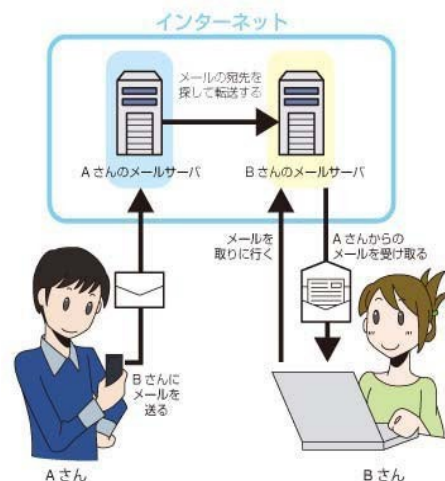 インターネット
メールの宛先を
探して転送する
Aさんのメールサーバ
Bさんのメールサーバ
メールを
取りに行く
Aさんからの
メールを受け取る
Bさんに
メールを
送る
Aさん
Bさん